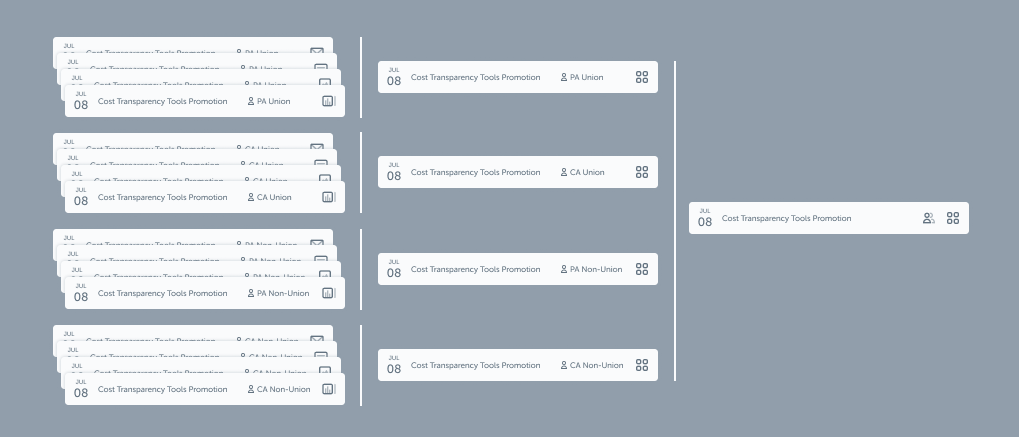 JUL
Cost Transparency Tools Promotion PA Union
JUL
Cost Transparency Tools Promotion PA Union
JUL
Cost Transparency Tools Promotion PA Union
JUL
08 Cost Transparency Tools Promotion PA Union
JUL
Cost Transparency Tools Promotion CA Union
JUL
Cost Transparency Tools Promotion CA Union
JUL
Cost Transparency Tools Promotion CA Union
JUL
08 Cost Transparency Tools Promotion CA Union
JUL
Cost Transparency Tools Promotion PA Non-Union
JUL
Cost Transparency Tools Promotion PA Non-Union
JUL
Cost Transparency Tools Promotion PA Non-Union
JUL
08 Cost Transparency Tools Promotion PA Non-Union
JUL
Cost Transparency Tools Promotion CA Non-Union
JUL
Cost Transparency Tools Promotion CA Non-Union
JUL
Cost Transparency Tools Promotion CA Non-Union
JUL
08 Cost Transparency Tools Promotion CA Non-Union
JUL
08 Cost Transparency Tools Promotion PA Union
JUL
08 Cost Transparency Tools Promotion CA Union
JUL
08 Cost Transparency Tools Promotion PA Non-Union
JUL
08 Cost Transparency Tools Promotion CA Non-Union
JUL
08 Cost Transparency Tools Promotion